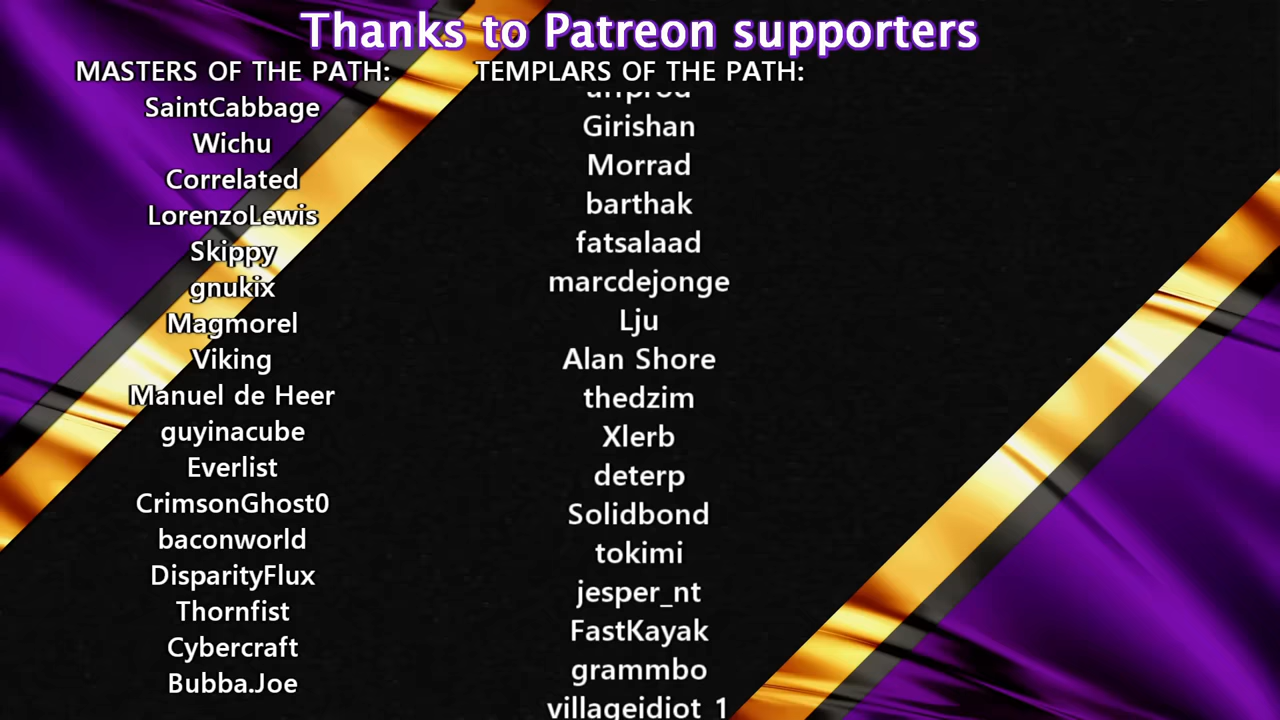 Thanks to Patreon supporters
MASTERS OF THE PATH:
SaintCabbage
Wichu
Correlated
LorenzoLewis
Skippy
gnukix
Magmorel
Viking
Manuel de Heer
guyinacube
Everlist
CrimsonGhost0
baconworld
DisparityFlux
Thornfist
Cybercraft
Bubba.Joe
TEMPLARS OF THE PATH:
Girishan
Morrad
barthak
fatsalaad
marcdejonge
Lju
Alan Shore
thedzim
Xlerb
deterp
Solidbond
tokimi
jesper_nt
FastKayak
grammbo
villageidiot_1